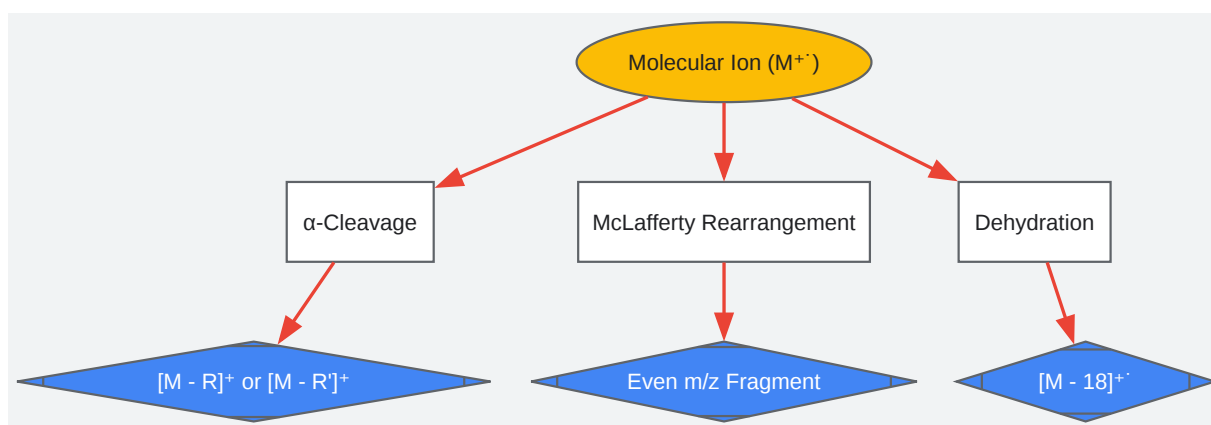 Molecular Ion (M⁺˙)
α-Cleavage
McLafferty Rearrangement
Dehydration
[M - R]⁺ or [M - R']⁺
Even m/z Fragment
[M - 18]⁺˙